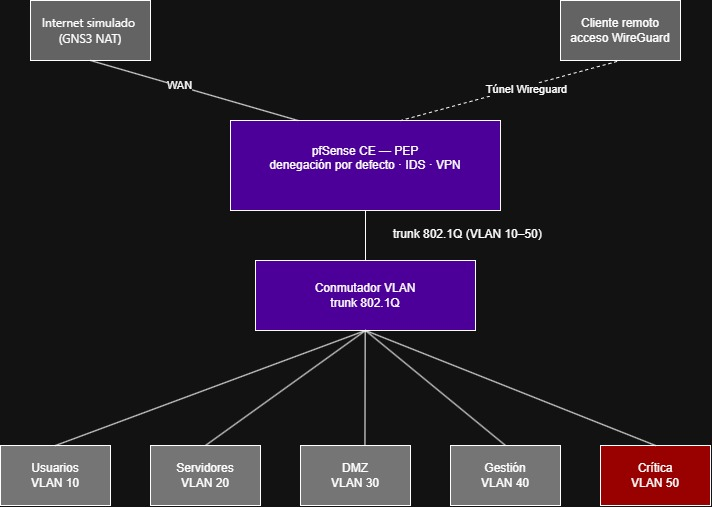 Internet simulado
(GNS3 NAT)
Cliente remoto
acceso WireGuard
WAN
Túnel Wireguard
pfSense CE — PEP
denegación por defecto · IDS · VPN
trunk 802.1Q (VLAN 10–50)
Conmutador VLAN
trunk 802.1Q
Usuarios
VLAN 10
Servidores
VLAN 20
DMZ
VLAN 30
Gestión
VLAN 40
Crítica
VLAN 50